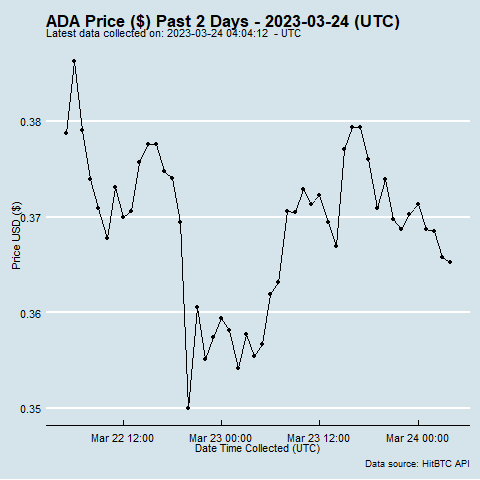 ADA Price ($) Past 2 Days - 2023-03-24 (UTC)
Latest data collected on: 2023-03-24 04:04:12  - UTC
0.38
0.37
0.36
0.35
Price USD ($)
Mar 22 12:00
Mar 23 00:00
Mar 23 12:00
Mar 24 00:00
Date Time Collected (UTC)
Data source: HitBTC API